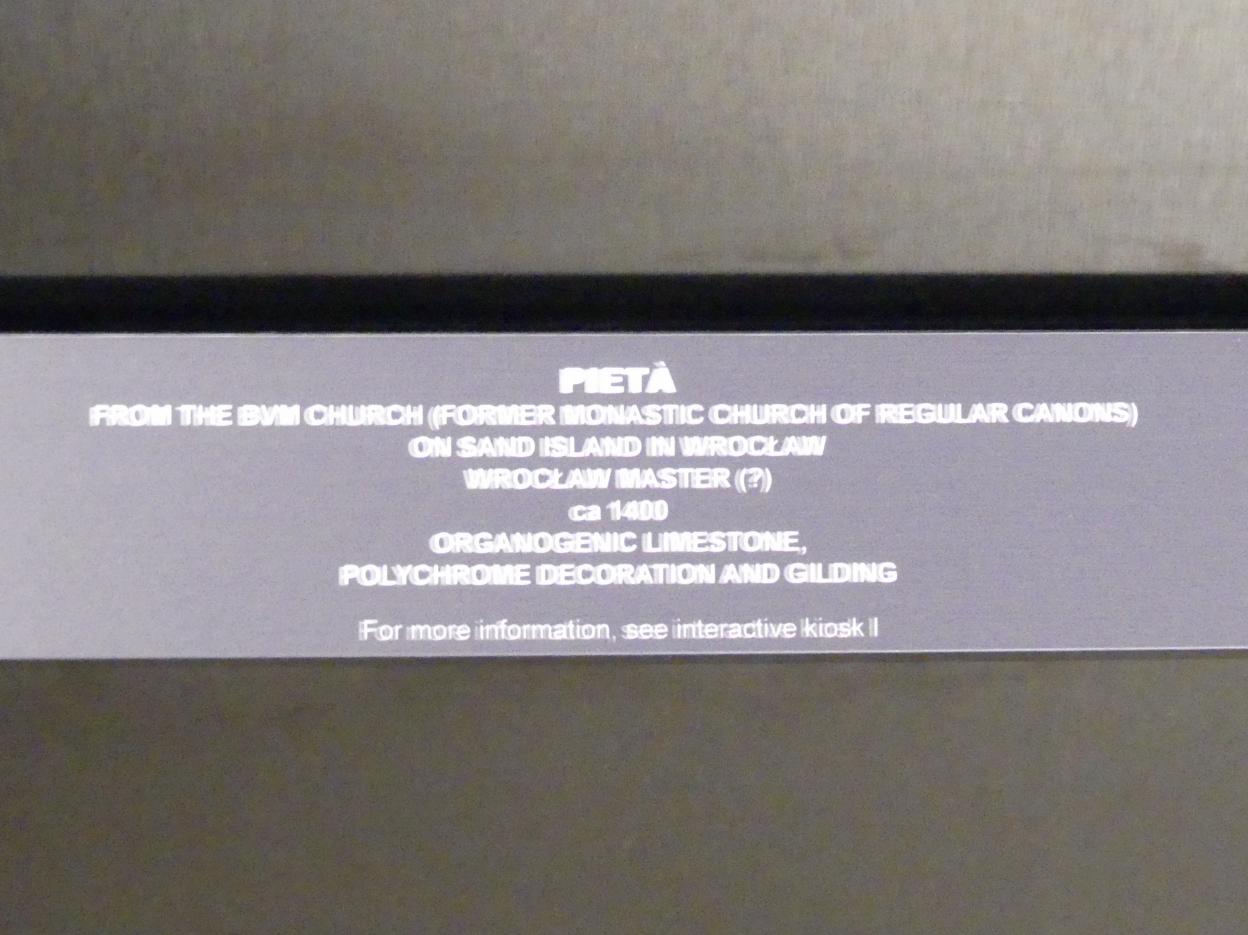 PIETÀ
FROM THE BVM CHURCH (FORMER MONASTIC CHURCH OF REGULAR CANONS)
ON SAND ISLAND IN WROCŁAW
WROCŁAW MASTER (?)
ca 1400
ORGANOGENIC LIMESTONE,
POLYCHROME DECORATION AND GILDING
For more information, see interactive kiosk I